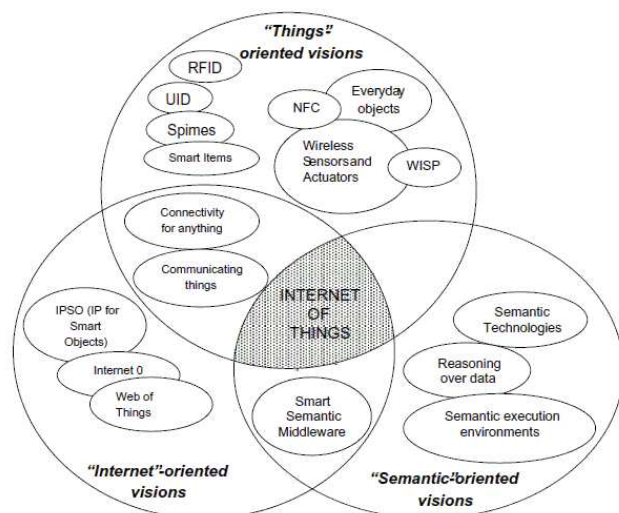 “Things”-
oriented visions
RFID
UID
Spimes
Smart Items
Everyday
objects
NFC
Wireless
Sensors and
Actuators
WISP
Connectivity
for anything
Communicating
things
INTERNET
OF
THINGS
IPSO (IP for
Smart
Objects)
Internet 0
Web of
Things
Semantic
Technologies
Reasoning
over data
Semantic execution
environments
Smart
Semantic
Middleware
“Internet”-oriented
visions
“Semantic”-oriented
visions